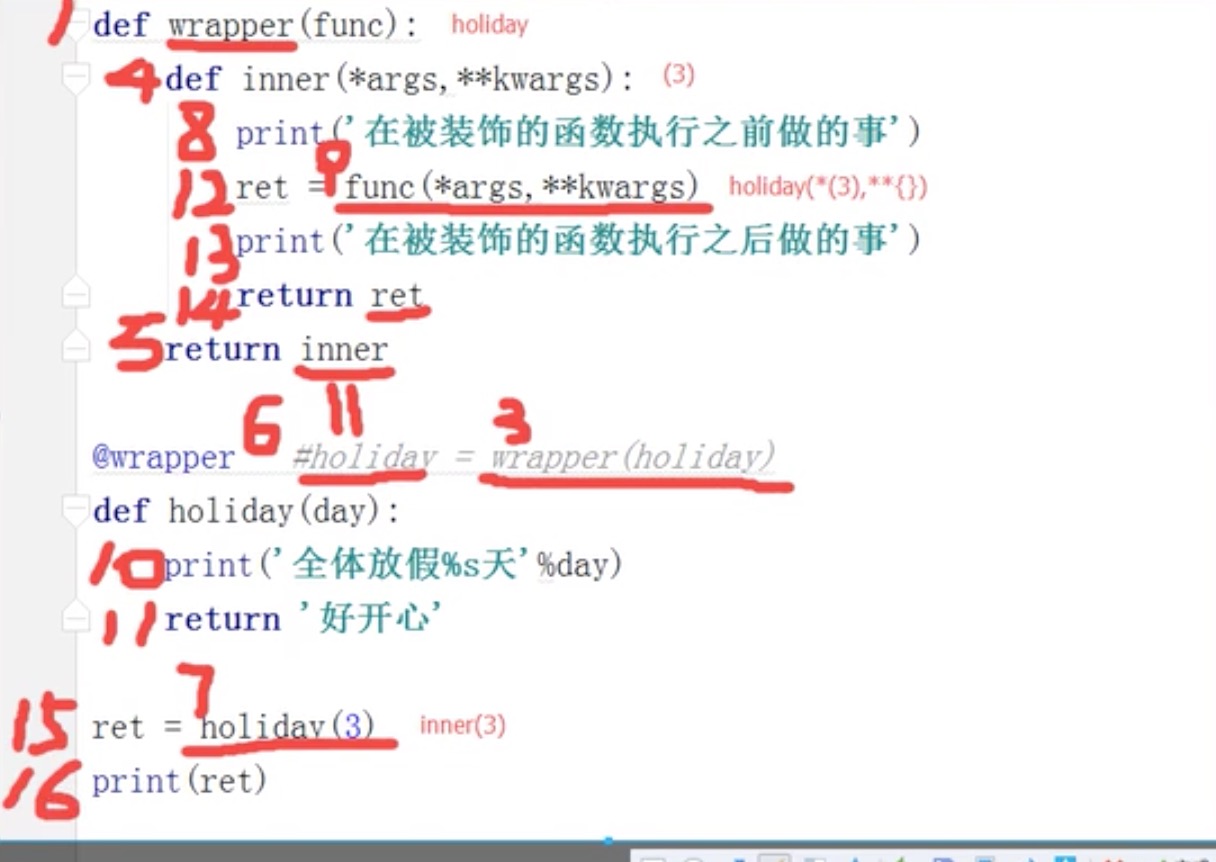 1 def wrapper(func): holiday
4 def inner(*args,**kwargs): (3)
8 print('在被装饰的函数执行之前做的事')
12 ret = 9 func(*args,**kwargs) holiday(*(3),**{})
13 print('在被装饰的函数执行之后做的事')
14 return ret
5 return inner
6 11 3
@wrapper #holiday = wrapper(holiday)
def holiday(day):
10 print('全体放假%s天'%day)
11 return '好开心'
7
15 ret = holiday(3) inner(3)
16 print(ret)